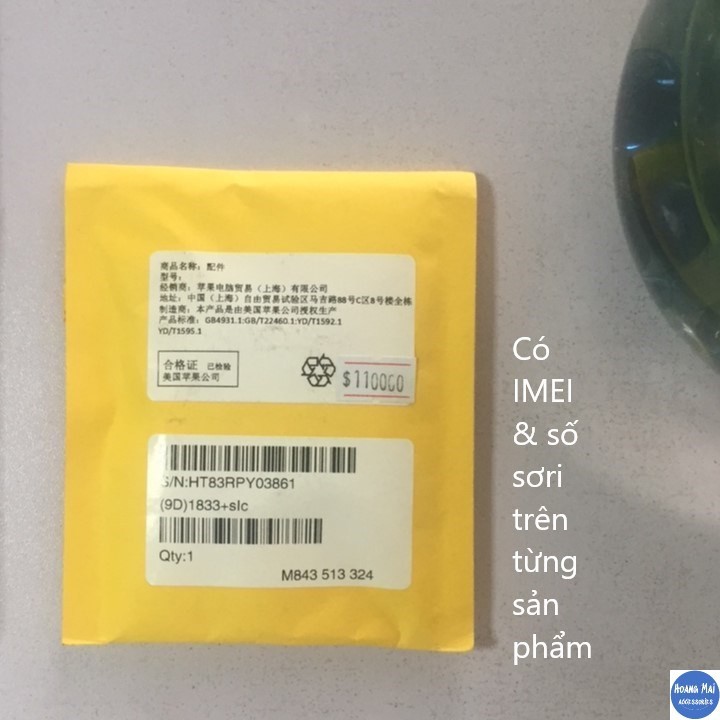 商品名称：配件
型号：
经销商：苹果电脑贸易（上海）有限公司
地址：中国（上海）自由贸易试验区马吉路88号C区8号楼全栋
制造商：本产品是由美国苹果公司授权生产
产品标准：GB4931.1:GB/T22460.1:YD/T1592.1
YD/T1595.1
合格证 已检验
美国苹果公司
$110000
S/N:HT83RPY03861
(9D)1833+slc
Qty:1
M843 513 324
Có
IMEI
& số
sơri
trên
từng
sản
phẩm
HOANG MAI
ACCESSORIES